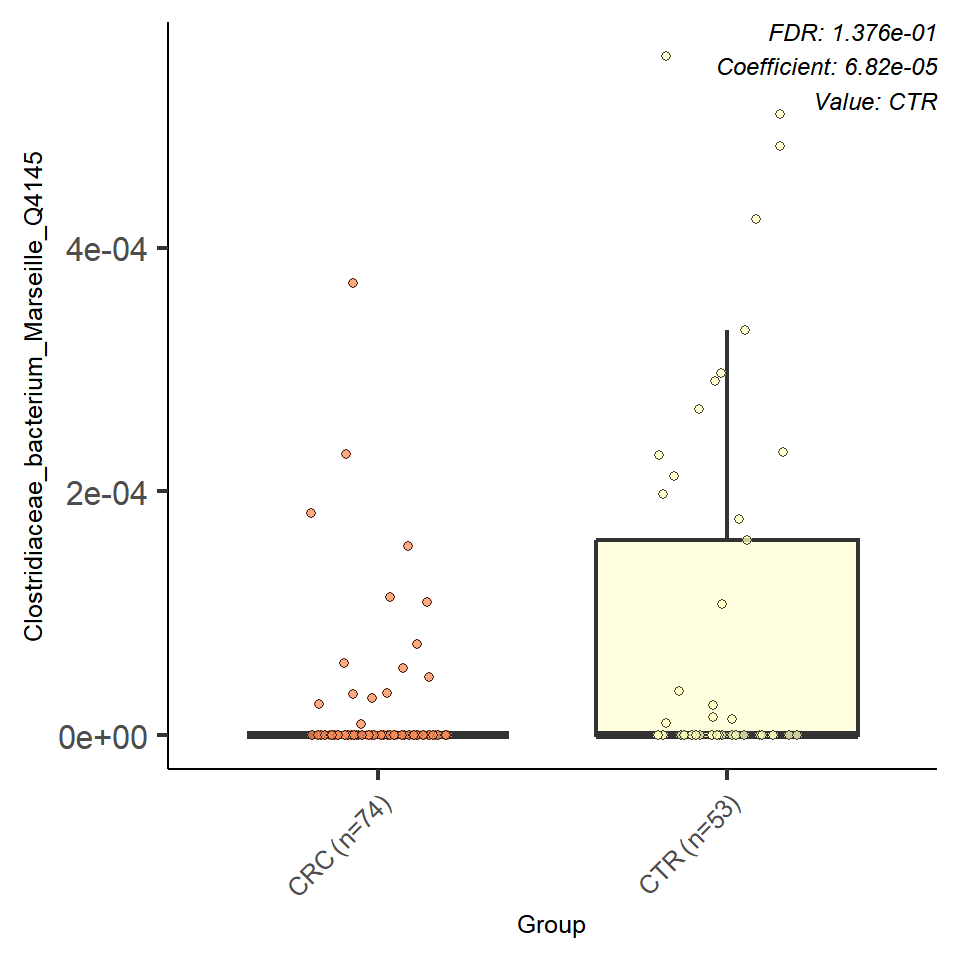 FDR: 1.376e-01
Coefficient: 6.82e-05
Value: CTR
Clostridiaceae_bacterium_Marseille_Q4145
4e-04
2e-04
0e+00
CRC (n=74)
CTR (n=53)
Group